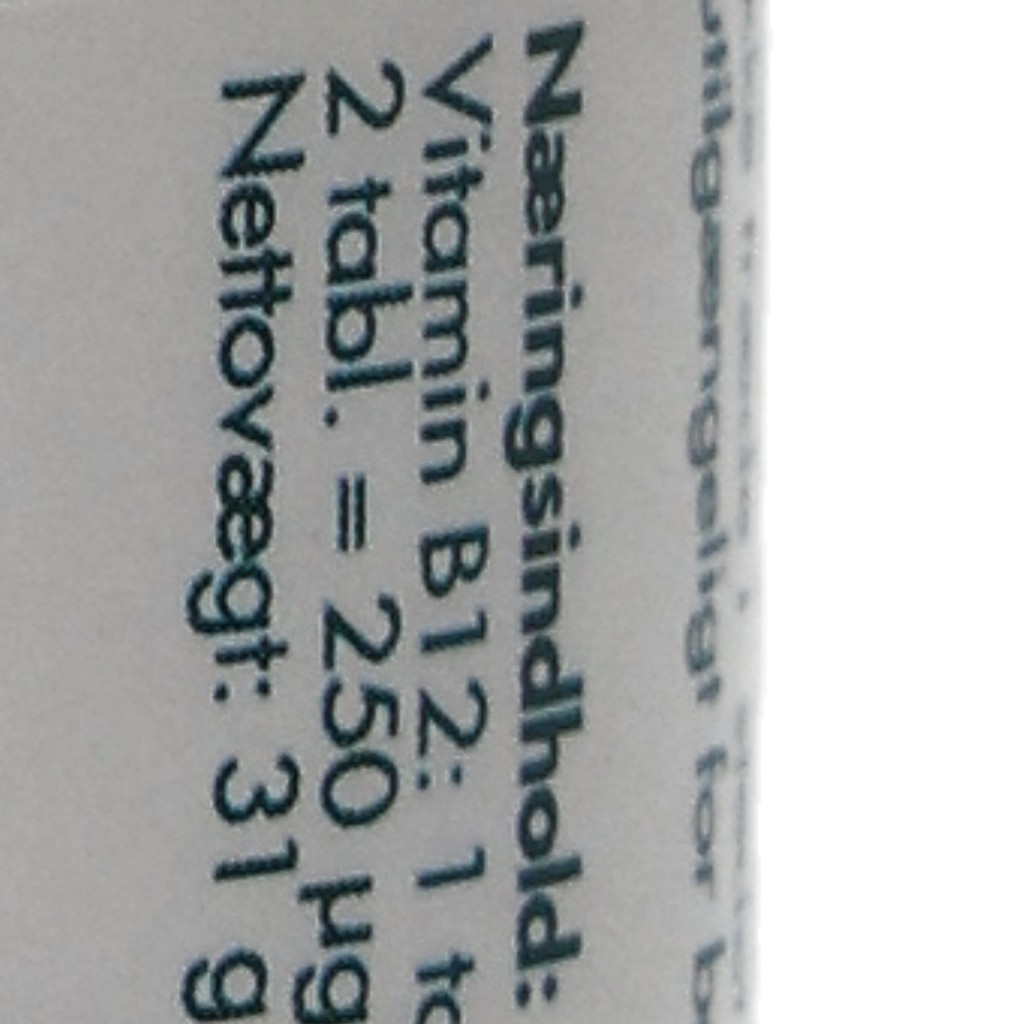 utilgængeligt for b
Næringsindhold:
Vitamin B12: 1 ta
2 tabl. = 250 µg
Nettovægt: 31 g